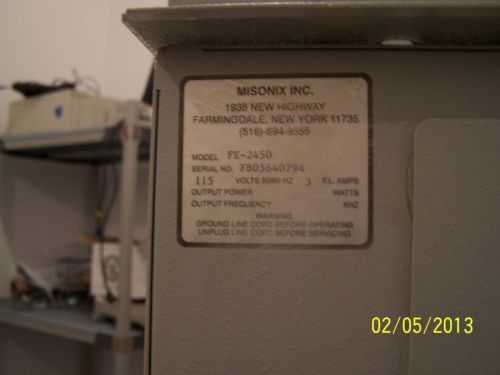 MISONIX INC.
1938 NEW HIGHWAY
FARMINGDALE, NEW YORK 11735
(516)-694-9555
MODEL FE-2450
SERIAL NO. FB05640794
115 VOLTS 50/60 HZ 3 F.L. AMPS
OUTPUT POWER WATTS
OUTPUT FREQUENCY KHZ
WARNING
GROUND LINE CORD BEFORE OPERATING
UNPLUG LINE CORD BEFORE SERVICING
02/05/2013